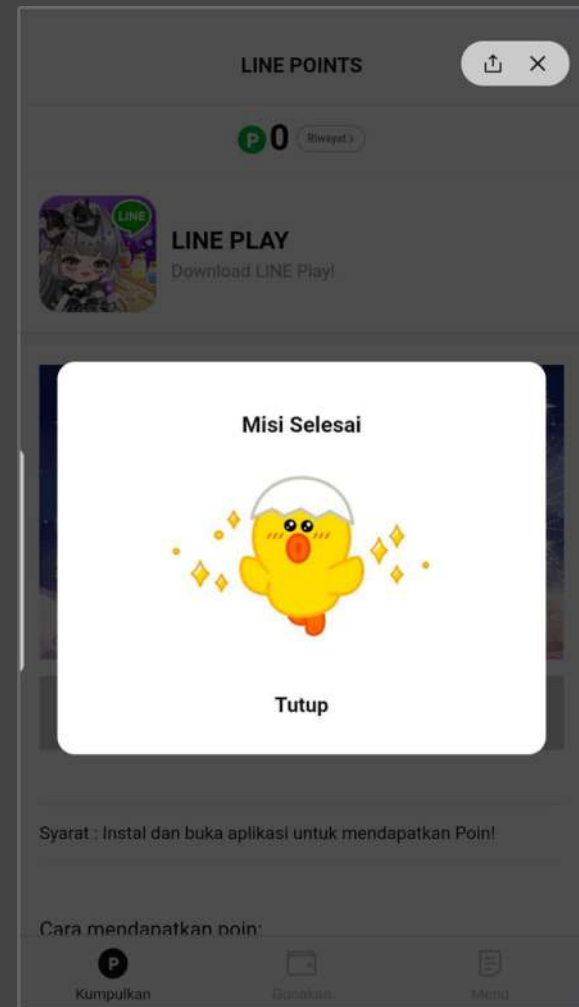 LINE POINTS
P 0 Riwayat >
LINE
LINE PLAY
Download LINE Play!
Misi Selesai
Tutup
Syarat : Instal dan buka aplikasi untuk mendapatkan Poin!
Cara mendapatkan poin:
P
Kumpulkan Gunakan Menu